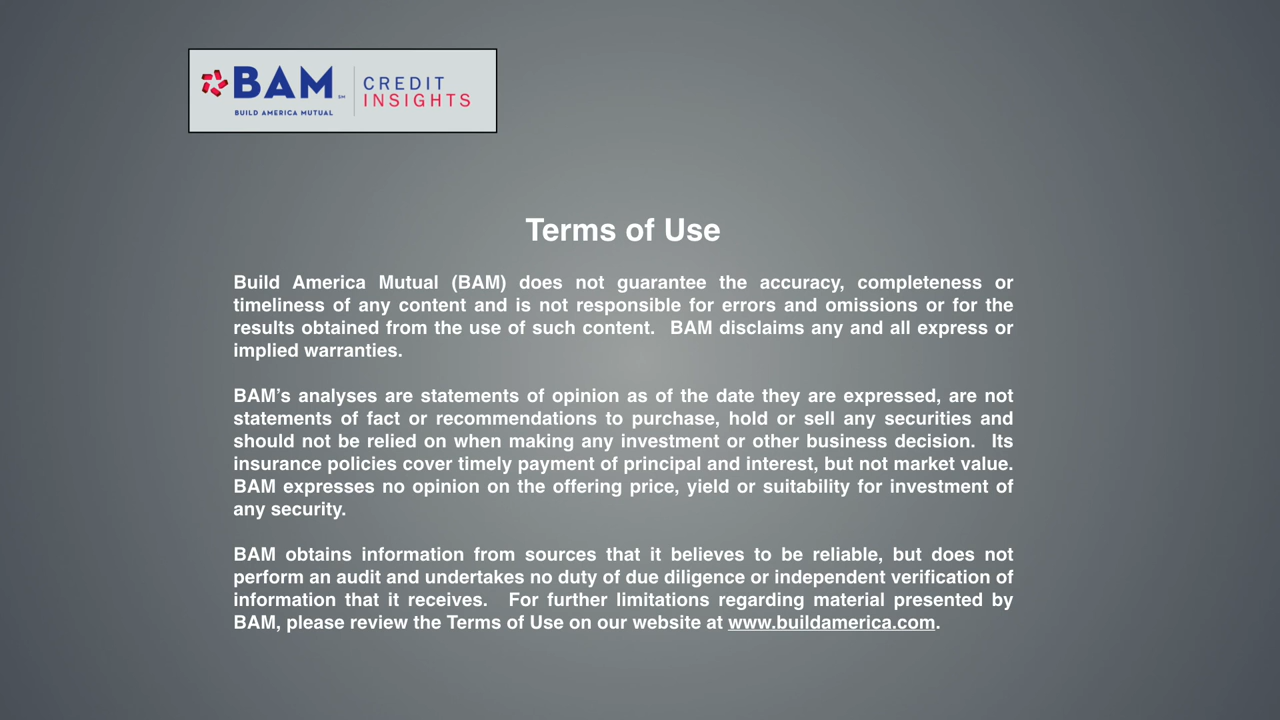 BAM SM
BUILD AMERICA MUTUAL
CREDIT
INSIGHTS
Terms of Use
Build America Mutual (BAM) does not guarantee the accuracy, completeness or
timeliness of any content and is not responsible for errors and omissions or for the
results obtained from the use of such content. BAM disclaims any and all express or
implied warranties.
BAM’s analyses are statements of opinion as of the date they are expressed, are not
statements of fact or recommendations to purchase, hold or sell any securities and
should not be relied on when making any investment or other business decision. Its
insurance policies cover timely payment of principal and interest, but not market value.
BAM expresses no opinion on the offering price, yield or suitability for investment of
any security.
BAM obtains information from sources that it believes to be reliable, but does not
perform an audit and undertakes no duty of due diligence or independent verification of
information that it receives. For further limitations regarding material presented by
BAM, please review the Terms of Use on our website at www.buildamerica.com.